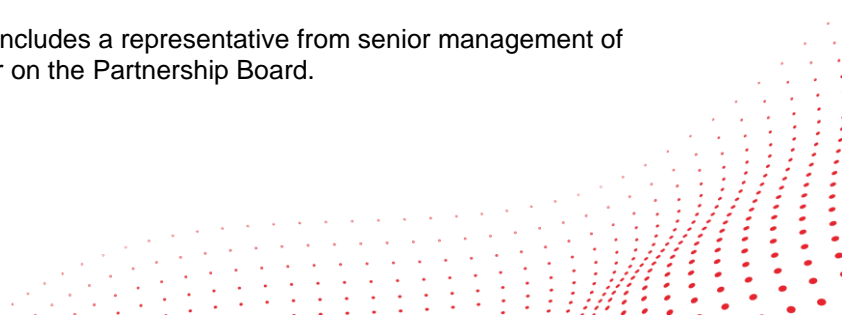 ncludes a representative from senior management of
r on the Partnership Board.